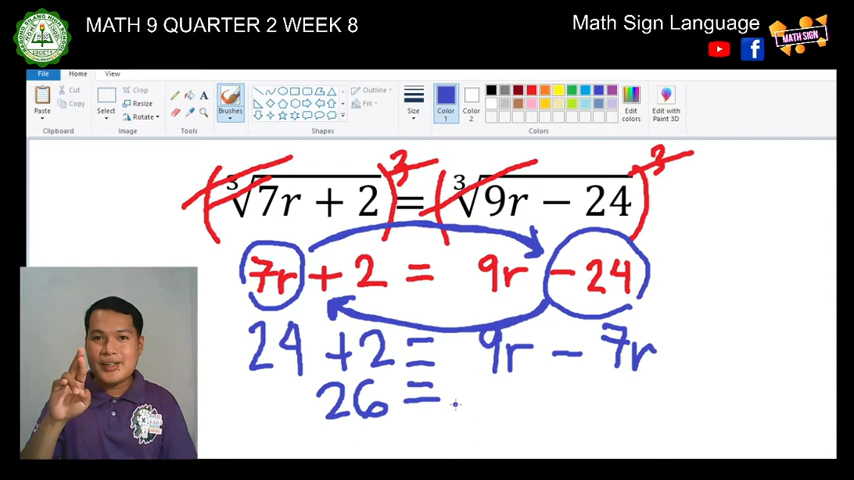 MATH 9 QUARTER 2 WEEK 8
Math Sign Language
MATH SIGN
File Home View
Paste
Cut
Copy
Clipboard
Select
Crop
Resize
Rotate
Image
Tools
Brushes
Shapes
Outline
Fill
Size
Color 1
Color 2
Colors
Edit colors
Edit with Paint 3D
(∛(7r + 2))³ = (∛(9r − 24))³
7r + 2 = 9r − 24
24 + 2 = 9r − 7r
26 =